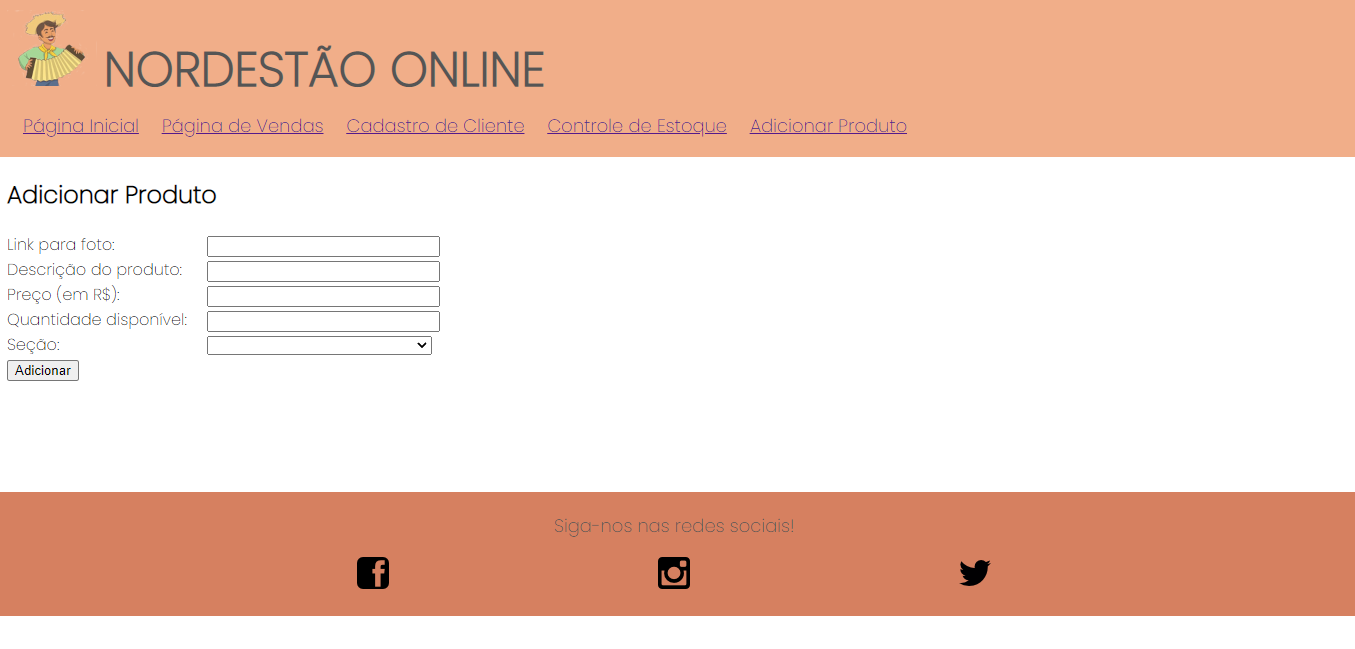 NORDESTÃO ONLINE
Página Inicial Página de Vendas Cadastro de Cliente Controle de Estoque Adicionar Produto
Adicionar Produto
Link para foto:
Descrição do produto:
Preço (em R$):
Quantidade disponível:
Seção:
Adicionar
Siga-nos nas redes sociais!